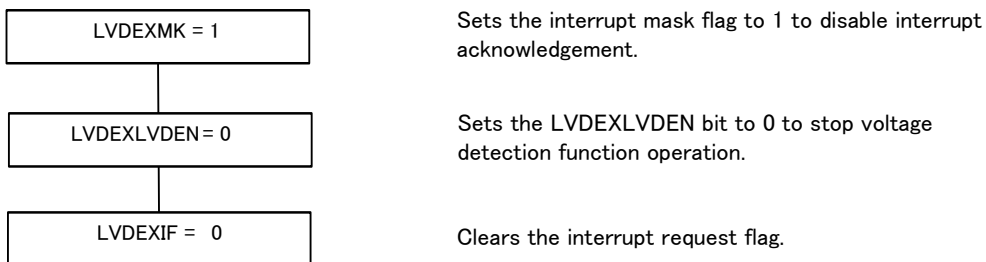 LVDEXMK = 1
Sets the interrupt mask flag to 1 to disable interrupt
acknowledgement.
LVDEXLVDEN = 0
Sets the LVDEXLVDEN bit to 0 to stop voltage
detection function operation.
LVDEXIF = 0
Clears the interrupt request flag.